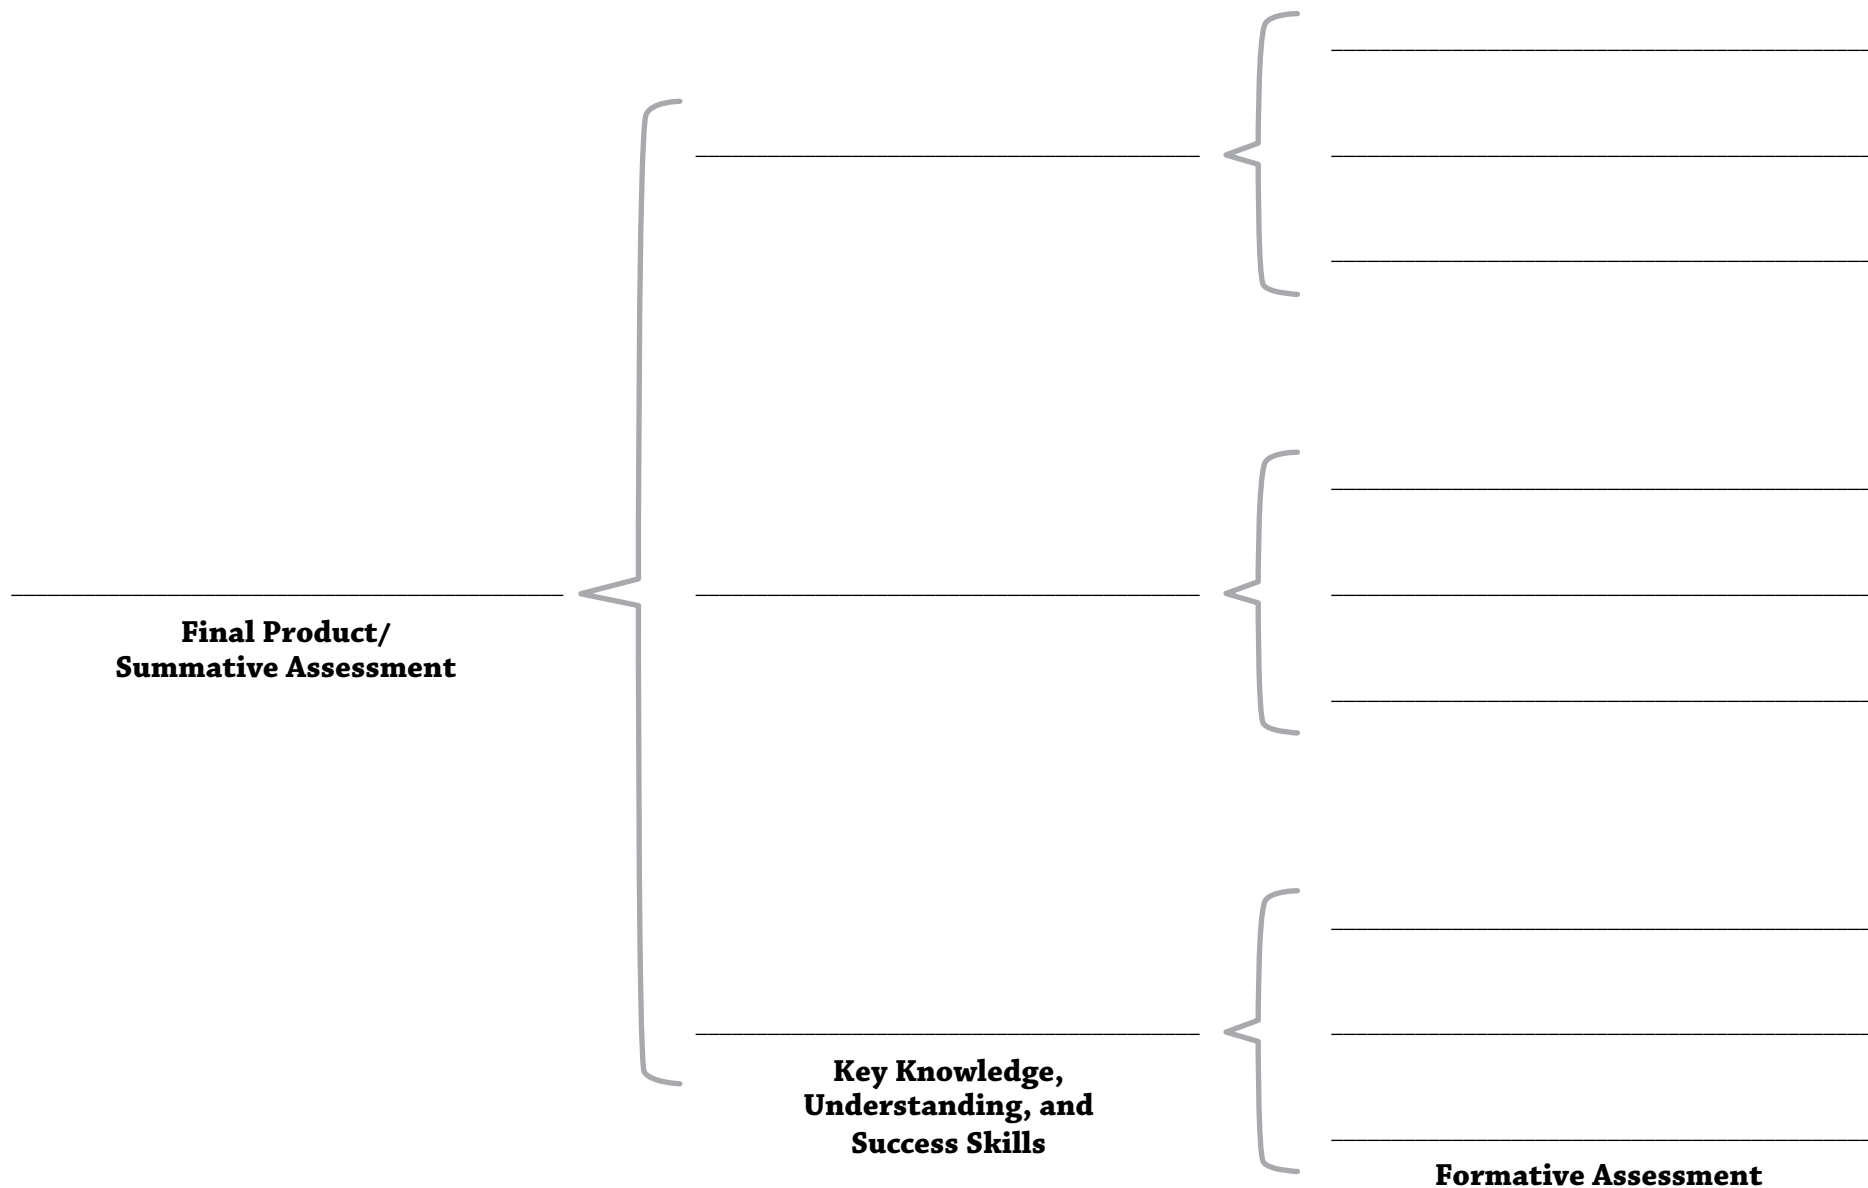 Final Product/
Summative Assessment
Key Knowledge,
Understanding, and
Success Skills
Formative Assessment